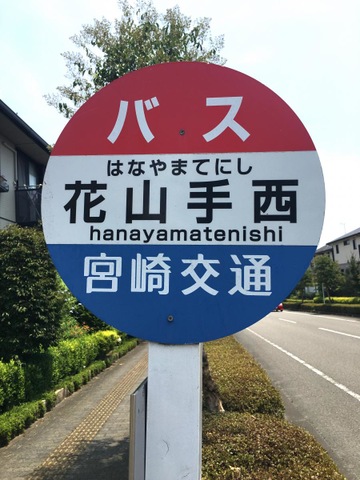 バス
はなやまてにし
花山手西
hanayamatenishi
宮崎交通